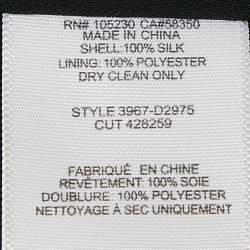 RN# 105230 CA#58350
MADE IN CHINA
SHELL:100% SILK
LINING: 100% POLYESTER
DRY CLEAN ONLY
STYLE 3967-D2975
CUT 428259
FABRIQUÉ EN CHINE
REVÊTEMENT: 100% SOIE
DOUBLURE: 100% POLYESTER
NETTOYAGE À SEC UNIQUEMENT